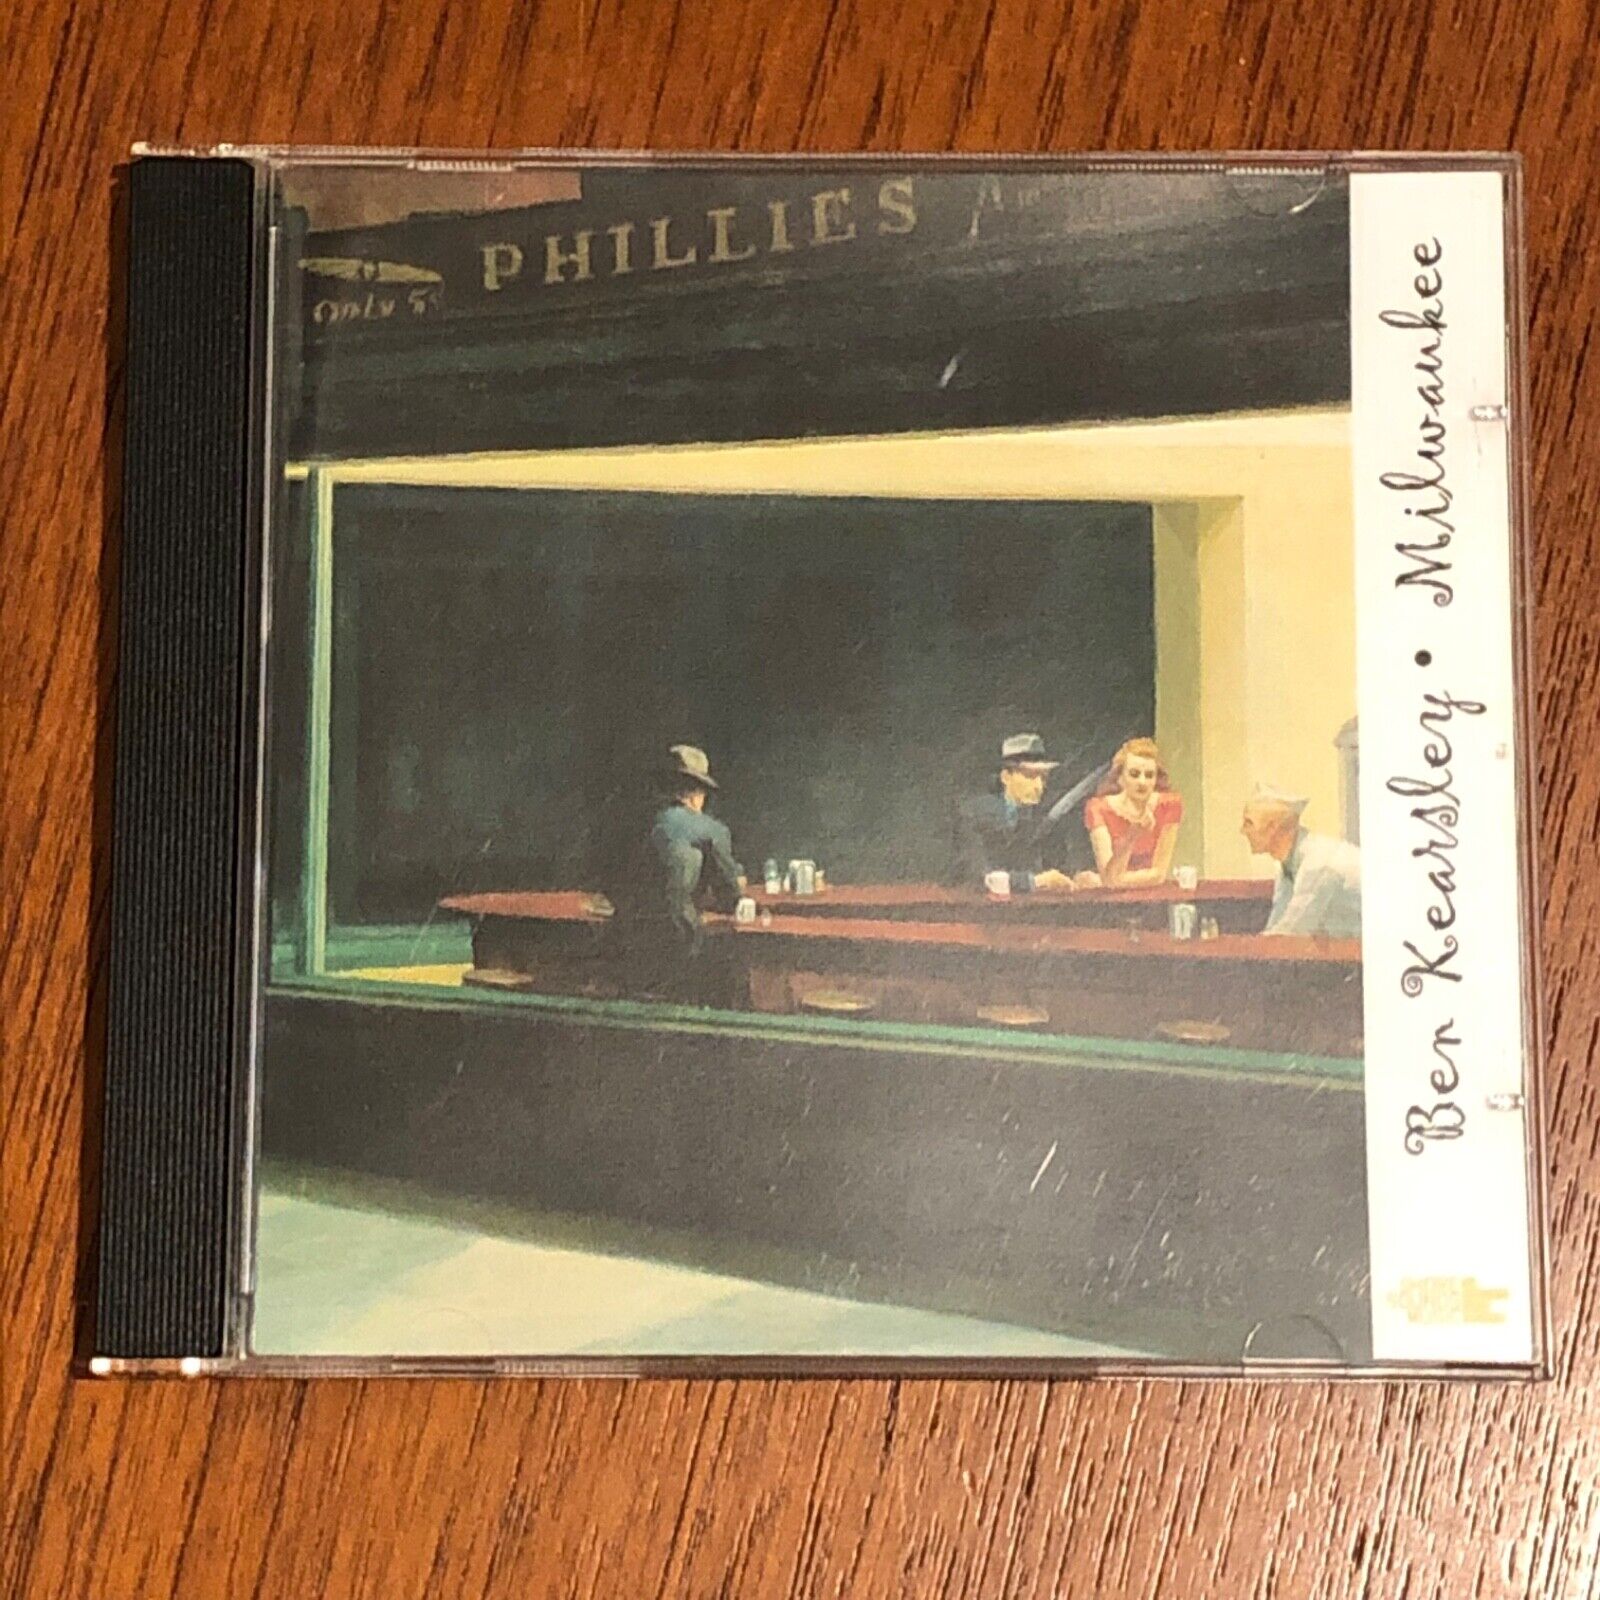 PHILLIES
only 5¢
Ben Kearsley • Milwaukee